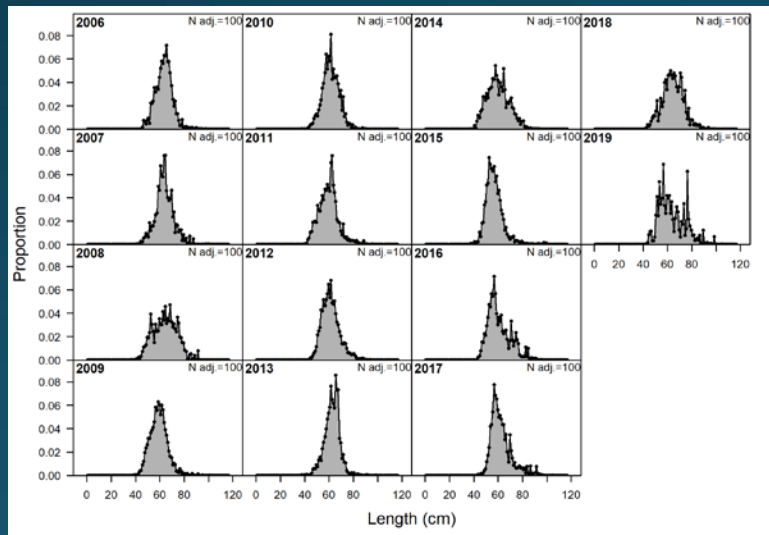 2006 N adj.=100
2010 N adj.=100
2014 N adj.=100
2018 N adj.=100
0.08
0.06
0.04
0.02
0.00
2007 N adj.=100
2011 N adj.=100
2015 N adj.=100
2019 N adj.=100
0.08
0.06
0.04
0.02
0.00
0 20 40 60 80 120
2008 N adj.=100
2012 N adj.=100
2016 N adj.=100
0.08
0.06
0.04
0.02
0.00
2009 N adj.=100
2013 N adj.=100
2017 N adj.=100
0.08
0.06
0.04
0.02
0.00
0 20 40 60 80 120
0 20 40 60 80 120
0 20 40 60 80 120
Proportion
Length (cm)